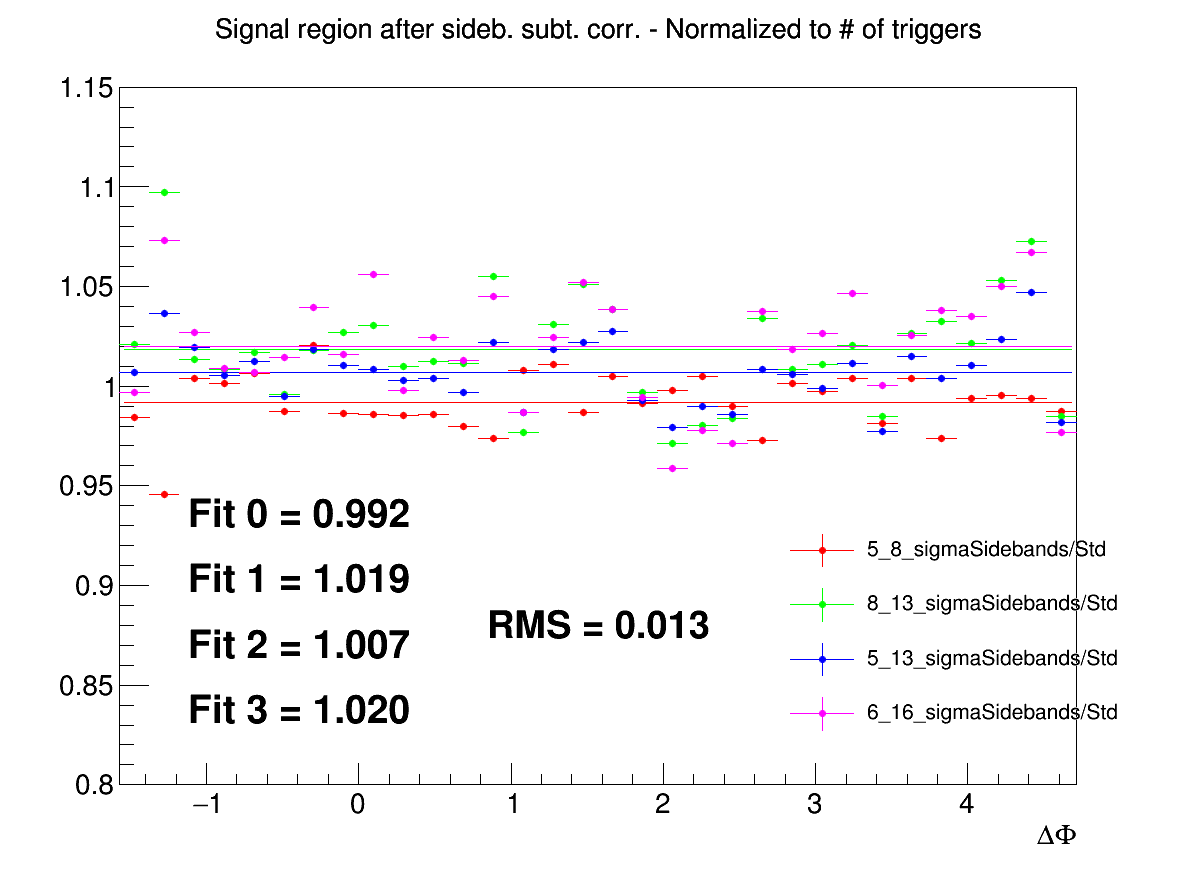 Signal region after sideb. subt. corr. - Normalized to # of triggers
1.15
1.1
1.05
1
0.95
0.9
0.85
0.8
Fit 0 = 0.992
Fit 1 = 1.019
Fit 2 = 1.007
Fit 3 = 1.020
RMS = 0.013
5_8_sigmaSidebands/Std
8_13_sigmaSidebands/Std
5_13_sigmaSidebands/Std
6_16_sigmaSidebands/Std
−1 0 1 2 3 4
ΔΦ